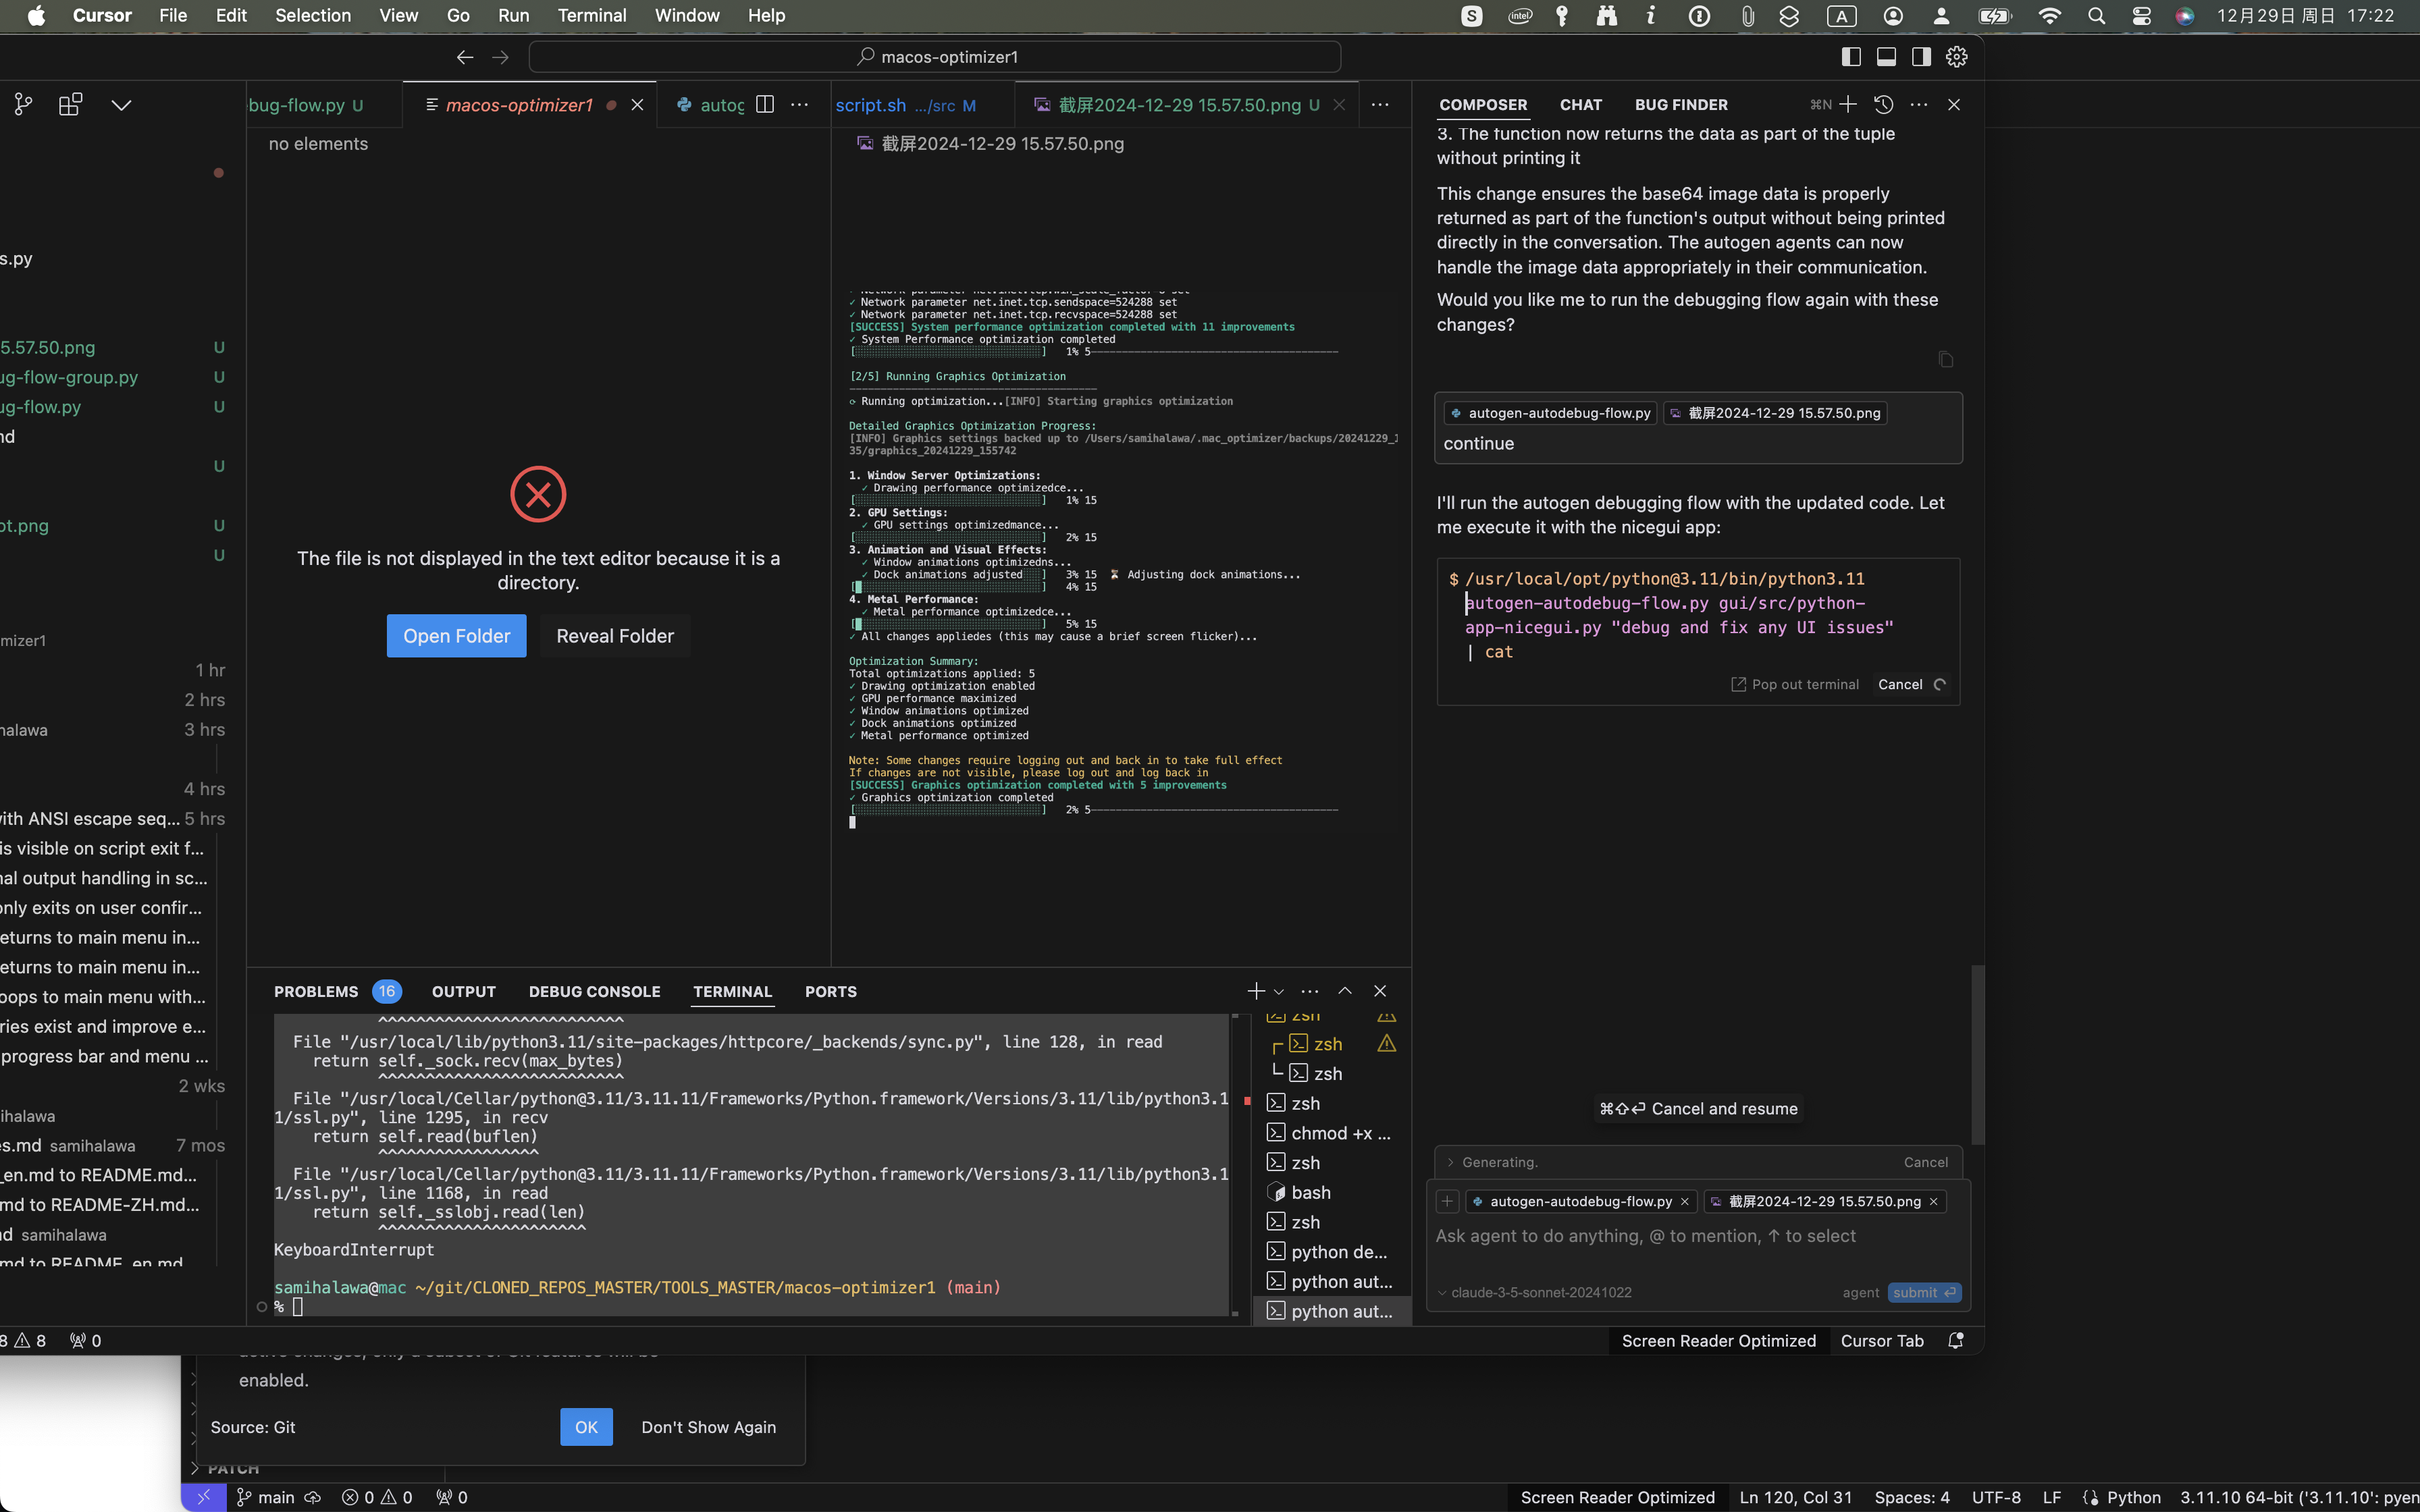 Cursor File Edit Selection View Go Run Terminal Window Help
12月29日 周日 17:22
macos-optimizer1
bug-flow.py U
macos-optimizer1
autog
script.sh .../src M
截屏2024-12-29 15.57.50.png U
no elements
截屏2024-12-29 15.57.50.png
s.py
5.57.50.png U
ug-flow-group.py U
ug-flow.py U
nd
U
ot.png U
U
mizer1
1 hr
2 hrs
halawa 3 hrs
4 hrs
ith ANSI escape seq... 5 hrs
is visible on script exit f...
nal output handling in sc...
only exits on user confir...
eturns to main menu in...
eturns to main menu in...
oops to main menu with...
ries exist and improve e...
progress bar and menu ...
2 wks
ihalawa
es.md samihalawa 7 mos
_en.md to README.md...
md to README-ZH.md...
d samihalawa
md to README_en.md
The file is not displayed in the text editor because it is a
directory.
Open Folder Reveal Folder
✓ Network parameter net.inet.tcp.win_scale_factor=8 set
✓ Network parameter net.inet.tcp.sendspace=524288 set
✓ Network parameter net.inet.tcp.recvspace=524288 set
[SUCCESS] System performance optimization completed with 11 improvements
✓ System Performance optimization completed
[ ] 1% 5
[2/5] Running Graphics Optimization
Running optimization...[INFO] Starting graphics optimization
Detailed Graphics Optimization Progress:
[INFO] Graphics settings backed up to /Users/samihalawa/.mac_optimizer/backups/20241229_1
35/graphics_20241229_155742
1. Window Server Optimizations:
✓ Drawing performance optimizedce...
[ ] 1% 15
2. GPU Settings:
✓ GPU settings optimizedmance...
[ ] 2% 15
3. Animation and Visual Effects:
✓ Window animations optimizedns...
✓ Dock animations adjusted ] 3% 15 ⌛ Adjusting dock animations...
[ ] 4% 15
4. Metal Performance:
✓ Metal performance optimizedce...
[ ] 5% 15
✓ All changes appliedes (this may cause a brief screen flicker)...
Optimization Summary:
Total optimizations applied: 5
✓ Drawing optimization enabled
✓ GPU performance maximized
✓ Window animations optimized
✓ Dock animations optimized
✓ Metal performance optimized
Note: Some changes require logging out and back in to take full effect
If changes are not visible, please log out and log back in
[SUCCESS] Graphics optimization completed with 5 improvements
✓ Graphics optimization completed
[ ] 2% 5
COMPOSER CHAT BUG FINDER ⌘N
3. The function now returns the data as part of the tuple
without printing it
This change ensures the base64 image data is properly
returned as part of the function's output without being printed
directly in the conversation. The autogen agents can now
handle the image data appropriately in their communication.
Would you like me to run the debugging flow again with these
changes?
autogen-autodebug-flow.py 截屏2024-12-29 15.57.50.png
continue
I'll run the autogen debugging flow with the updated code. Let
me execute it with the nicegui app:
$ /usr/local/opt/python@3.11/bin/python3.11
autogen-autodebug-flow.py gui/src/python-
app-nicegui.py "debug and fix any UI issues"
| cat
Pop out terminal Cancel
⌘⇧⏎ Cancel and resume
Generating. Cancel
autogen-autodebug-flow.py × 截屏2024-12-29 15.57.50.png ×
Ask agent to do anything, @ to mention, ↑ to select
claude-3-5-sonnet-20241022 agent submit ⏎
PROBLEMS 16 OUTPUT DEBUG CONSOLE TERMINAL PORTS
^^^^^^^^^^^^^^^^^^^^^^^^^^
File "/usr/local/lib/python3.11/site-packages/httpcore/_backends/sync.py", line 128, in read
return self._sock.recv(max_bytes)
^^^^^^^^^^^^^^^^^^^^^^^^^^
File "/usr/local/Cellar/python@3.11/3.11.11/Frameworks/Python.framework/Versions/3.11/lib/python3.1
1/ssl.py", line 1295, in recv
return self.read(buflen)
^^^^^^^^^^^^^^^^^
File "/usr/local/Cellar/python@3.11/3.11.11/Frameworks/Python.framework/Versions/3.11/lib/python3.1
1/ssl.py", line 1168, in read
return self._sslobj.read(len)
^^^^^^^^^^^^^^^^^^^^^^
KeyboardInterrupt
samihalawa@mac ~/git/CLONED_REPOS_MASTER/TOOLS_MASTER/macos-optimizer1 (main)
%
zsh
zsh
zsh
zsh
chmod +x ...
zsh
bash
zsh
python de...
python aut...
python aut...
8 8 0
Screen Reader Optimized Cursor Tab
enabled.
Source: Git OK Don't Show Again
PATCH
main 0 0 0
Screen Reader Optimized Ln 120, Col 31 Spaces: 4 UTF-8 LF Python 3.11.10 64-bit ('3.11.10': pyen